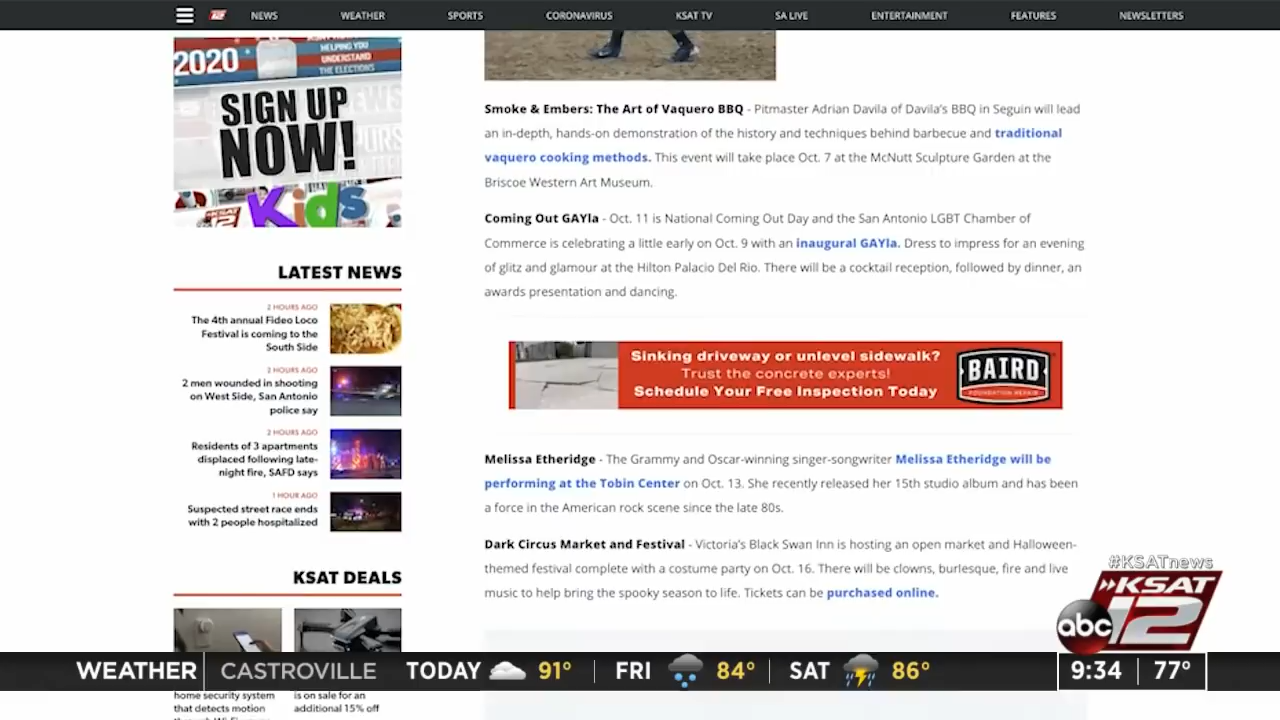 NEWS WEATHER SPORTS CORONAVIRUS KSAT TV SA LIVE ENTERTAINMENT FEATURES NEWSLETTERS
2020
HELPING YOU
UNDERSTAND
THE ELECTIONS
SIGN UP
NOW!
KSAT
12
Kids
LATEST NEWS
2 HOURS AGO
The 4th annual Fideo Loco
Festival is coming to the
South Side
2 HOURS AGO
2 men wounded in shooting
on West Side, San Antonio
police say
2 HOURS AGO
Residents of 3 apartments
displaced following late-
night fire, SAFD says
1 HOUR AGO
Suspected street race ends
with 2 people hospitalized
KSAT DEALS
home security system
that detects motion
is on sale for an
additional 15% off
Smoke & Embers: The Art of Vaquero BBQ - Pitmaster Adrian Davila of Davila's BBQ in Seguin will lead
an in-depth, hands-on demonstration of the history and techniques behind barbecue and traditional
vaquero cooking methods. This event will take place Oct. 7 at the McNutt Sculpture Garden at the
Briscoe Western Art Museum.
Coming Out GAYla - Oct. 11 is National Coming Out Day and the San Antonio LGBT Chamber of
Commerce is celebrating a little early on Oct. 9 with an inaugural GAYla. Dress to impress for an evening
of glitz and glamour at the Hilton Palacio Del Rio. There will be a cocktail reception, followed by dinner, an
awards presentation and dancing.
Sinking driveway or unlevel sidewalk?
Trust the concrete experts!
Schedule Your Free Inspection Today
BAIRD
FOUNDATION REPAIR
Melissa Etheridge - The Grammy and Oscar-winning singer-songwriter Melissa Etheridge will be
performing at the Tobin Center on Oct. 13. She recently released her 15th studio album and has been
a force in the American rock scene since the late 80s.
Dark Circus Market and Festival - Victoria's Black Swan Inn is hosting an open market and Halloween-
themed festival complete with a costume party on Oct. 16. There will be clowns, burlesque, fire and live
music to help bring the spooky season to life. Tickets can be purchased online.
#KSATnews
KSAT
abc 12
WEATHER CASTROVILLE TODAY 91° FRI 84° SAT 86° 9:34 77°